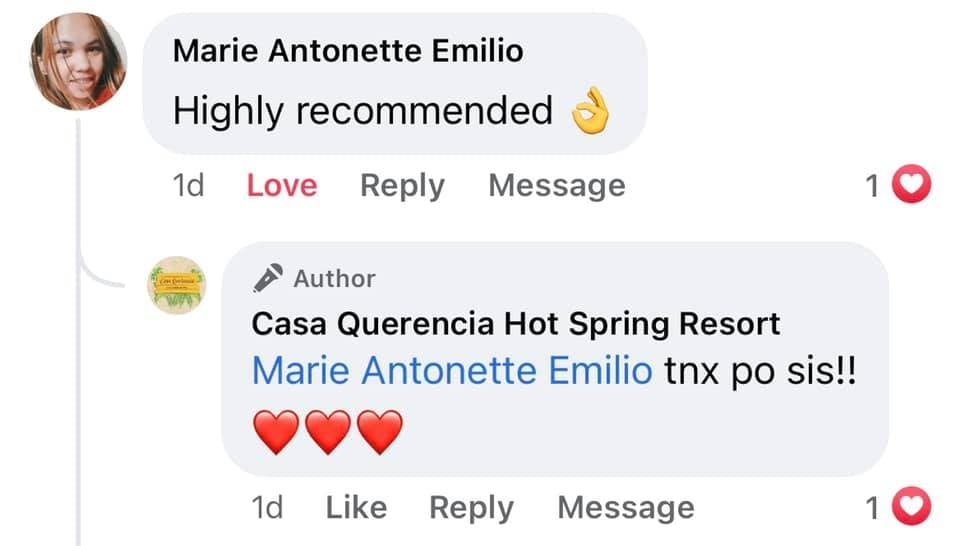 Marie Antonette Emilio
Highly recommended 👌
1d Love Reply Message 1
Author
Casa Querencia Hot Spring Resort
Marie Antonette Emilio tnx po sis!!
❤️❤️❤️
1d Like Reply Message 1